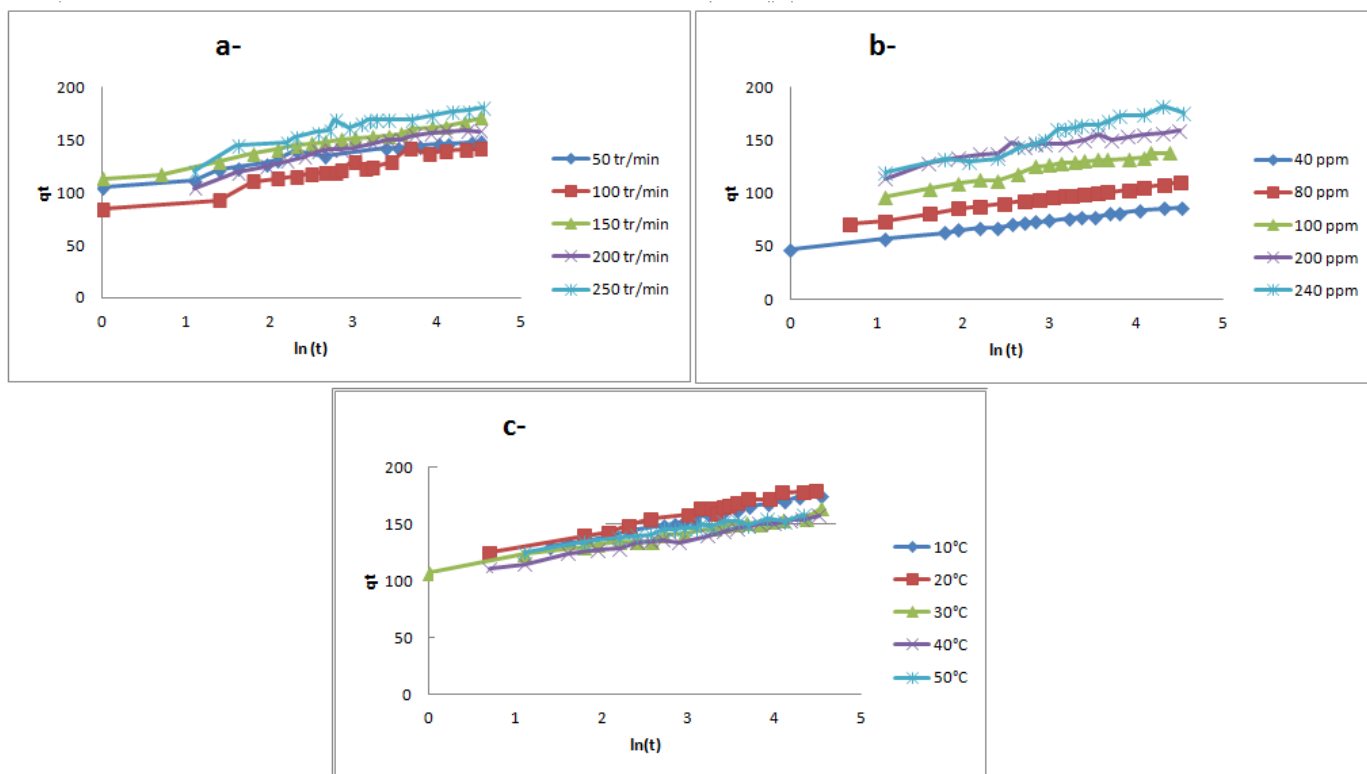 a-
200
150
100
50
0
qt
0 1 2 3 4 5
ln (t)
50 tr/min
100 tr/min
150 tr/min
200 tr/min
250 tr/min
b-
200
150
100
50
0
qt
0 1 2 3 4 5
ln (t)
40 ppm
80 ppm
100 ppm
200 ppm
240 ppm
c-
200
150
100
50
0
qt
0 1 2 3 4 5
ln(t)
10°C
20°C
30°C
40°C
50°C